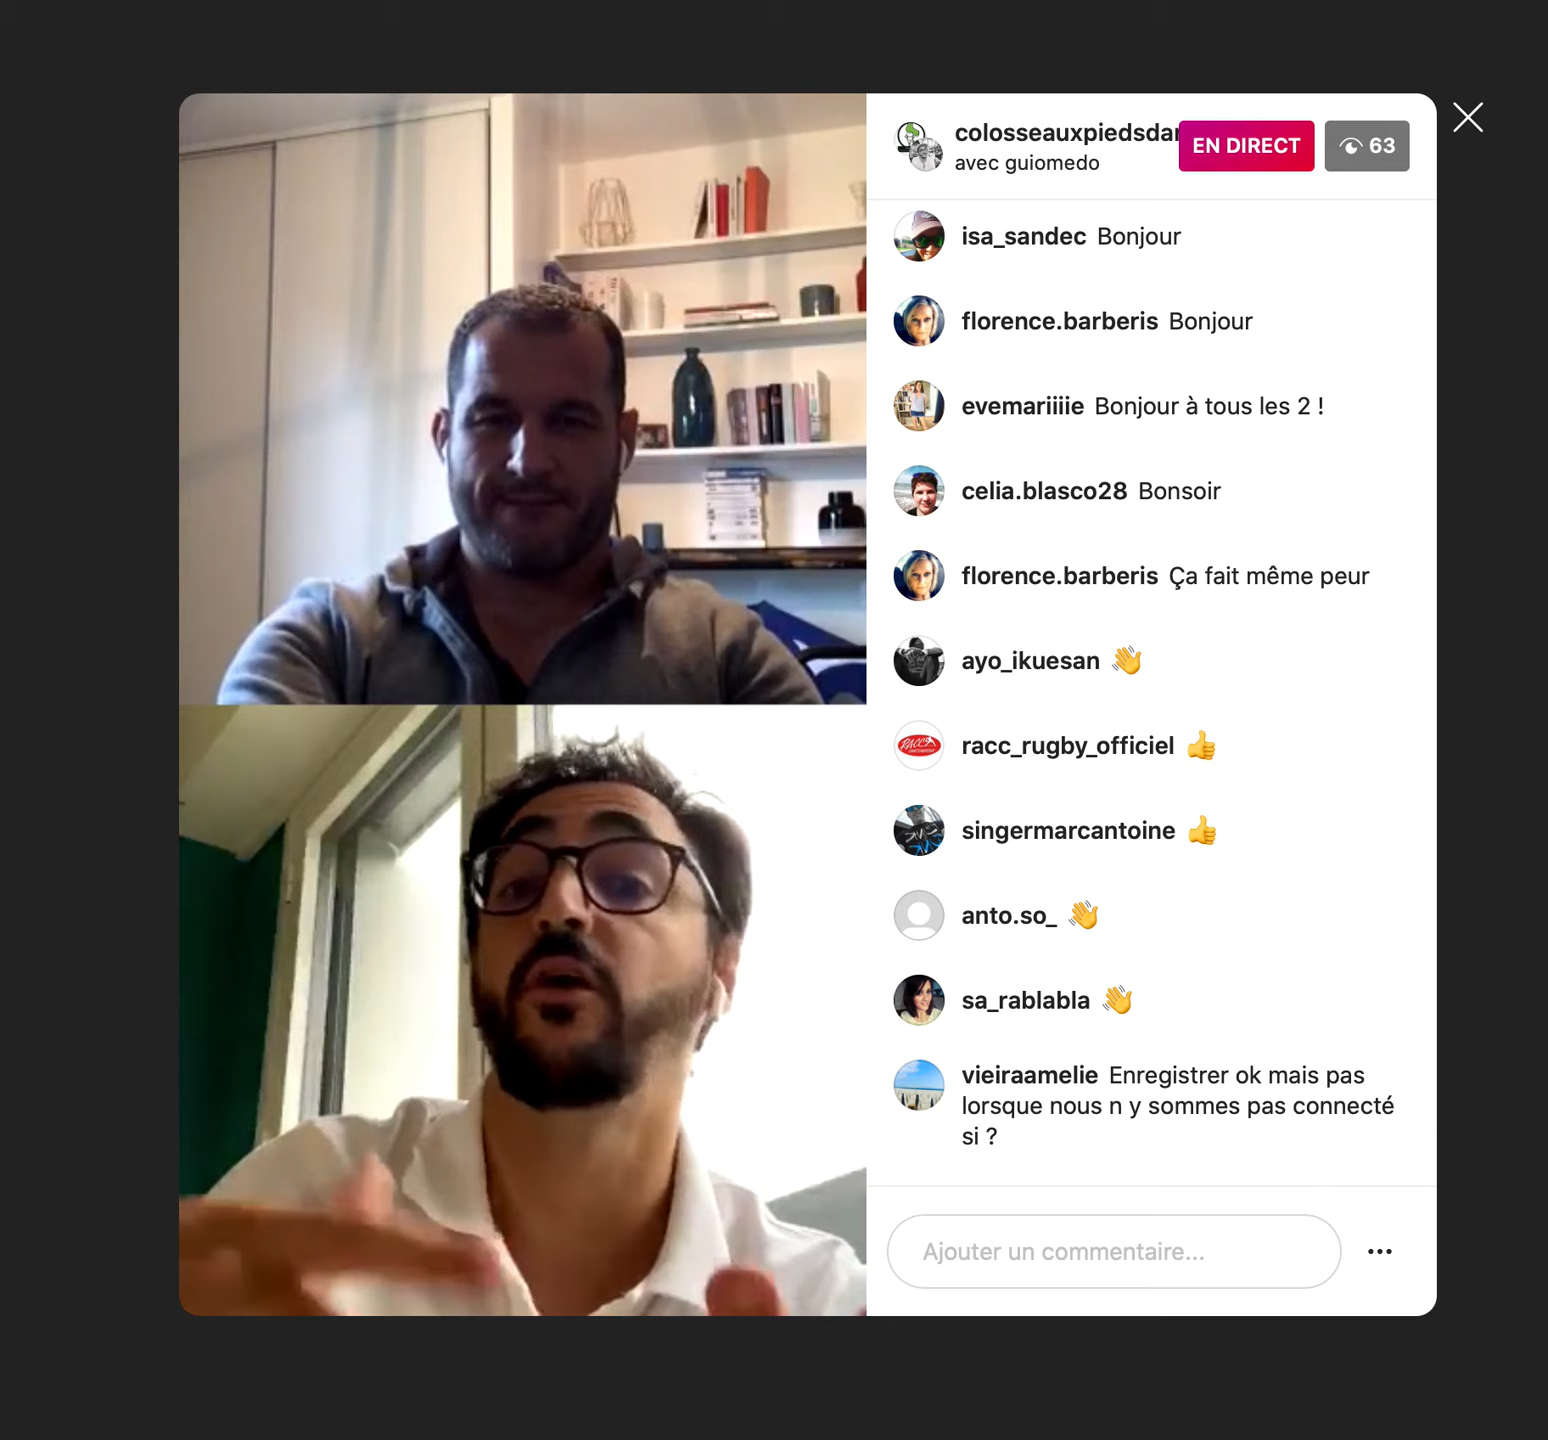 colosseauxpiedsdar
avec guiomedo
EN DIRECT
63
isa_sandec Bonjour
florence.barberis Bonjour
evemariiiie Bonjour à tous les 2 !
celia.blasco28 Bonsoir
florence.barberis Ça fait même peur
ayo_ikuesan 👋
racc_rugby_officiel 👍
singermarcantoine 👍
anto.so_ 👋
sa_rablabla 👋
vieiraamelie Enregistrer ok mais pas
lorsque nous n y sommes pas connecté
si ?
Ajouter un commentaire...